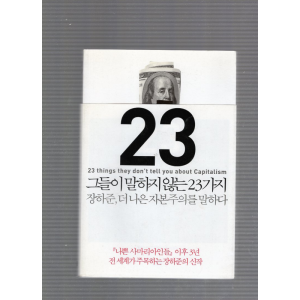 23
23 things they don't tell you about Capitalism
그들이 말하지 않는 23가지
장하준, 더 나은 자본주의를 말하다
『나쁜 사마리아인들』 이후 3년
전 세계가 주목하는 장하준의 신작